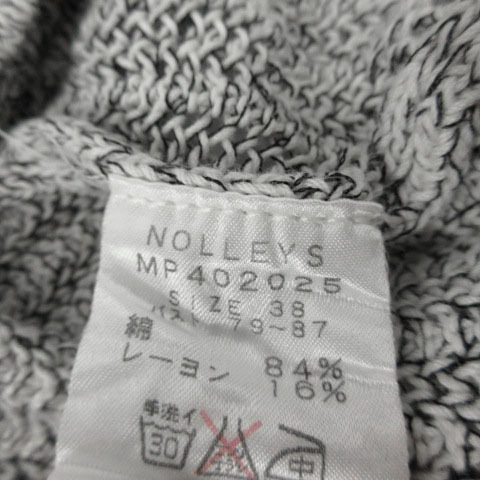 NOLLEYS
MP402025
SIZE 38
バスト 79-87
綿 84%
レーヨン 16%
手洗イ
30 中